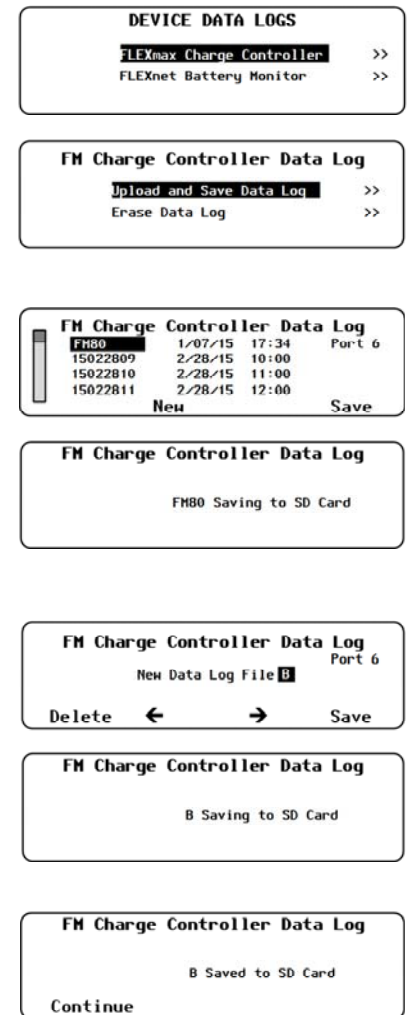 DEVICE DATA LOGS
FLEXmax Charge Controller >>
FLEXnet Battery Monitor >>
FM Charge Controller Data Log
Upload and Save Data Log >>
Erase Data Log >>
FM Charge Controller Data Log
FM80 1/07/15 17:34 Port 6
15022809 2/28/15 10:00
15022810 2/28/15 11:00
15022811 2/28/15 12:00
New Save
FM Charge Controller Data Log
FM80 Saving to SD Card
FM Charge Controller Data Log
Port 6
New Data Log File B
Delete ← → Save
FM Charge Controller Data Log
B Saving to SD Card
FM Charge Controller Data Log
B Saved to SD Card
Continue